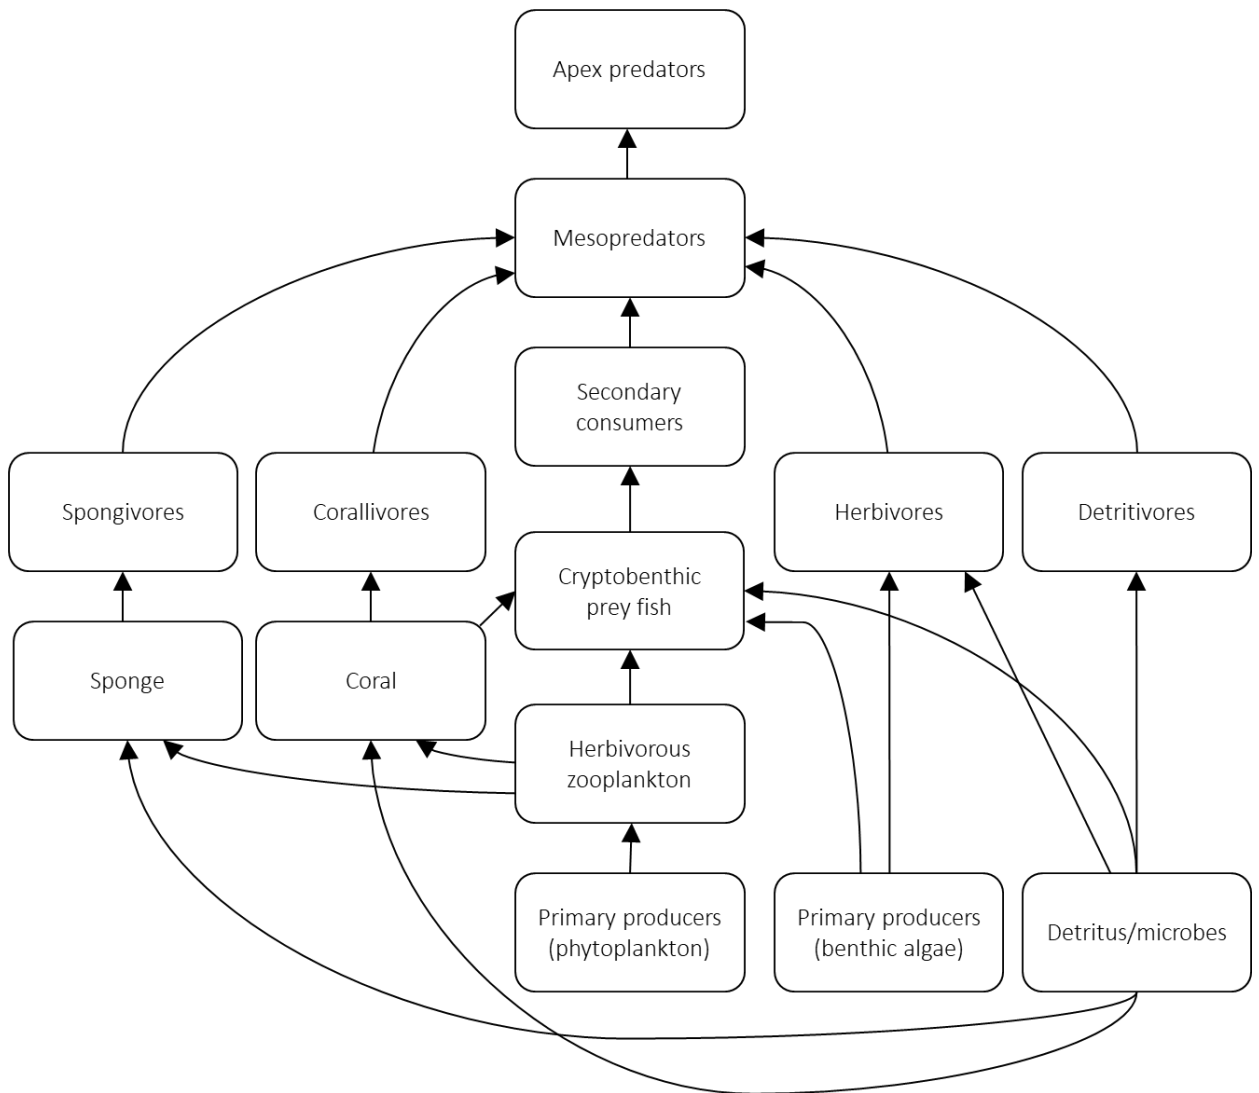 Apex predators
Mesopredators
Secondary
consumers
Spongivores
Corallivores
Herbivores
Detritivores
Cryptobenthic
prey fish
Sponge
Coral
Herbivorous
zooplankton
Primary producers
(phytoplankton)
Primary producers
(benthic algae)
Detritus/microbes